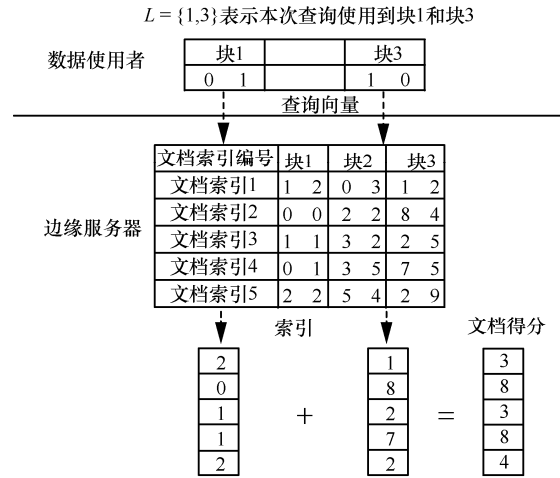 L = {1,3}表示本次查询使用到块1和块3
数据使用者
块1 块3
0 1 1 0
查询向量
边缘服务器
文档索引编号 块1 块2 块3
文档索引1 1 2 0 3 1 2
文档索引2 0 0 2 2 8 4
文档索引3 1 1 3 2 2 5
文档索引4 0 1 3 5 7 5
文档索引5 2 2 5 4 2 9
索引 文档得分
2 1 3
0 8 8
1 + 2 = 3
1 7 8
2 2 4